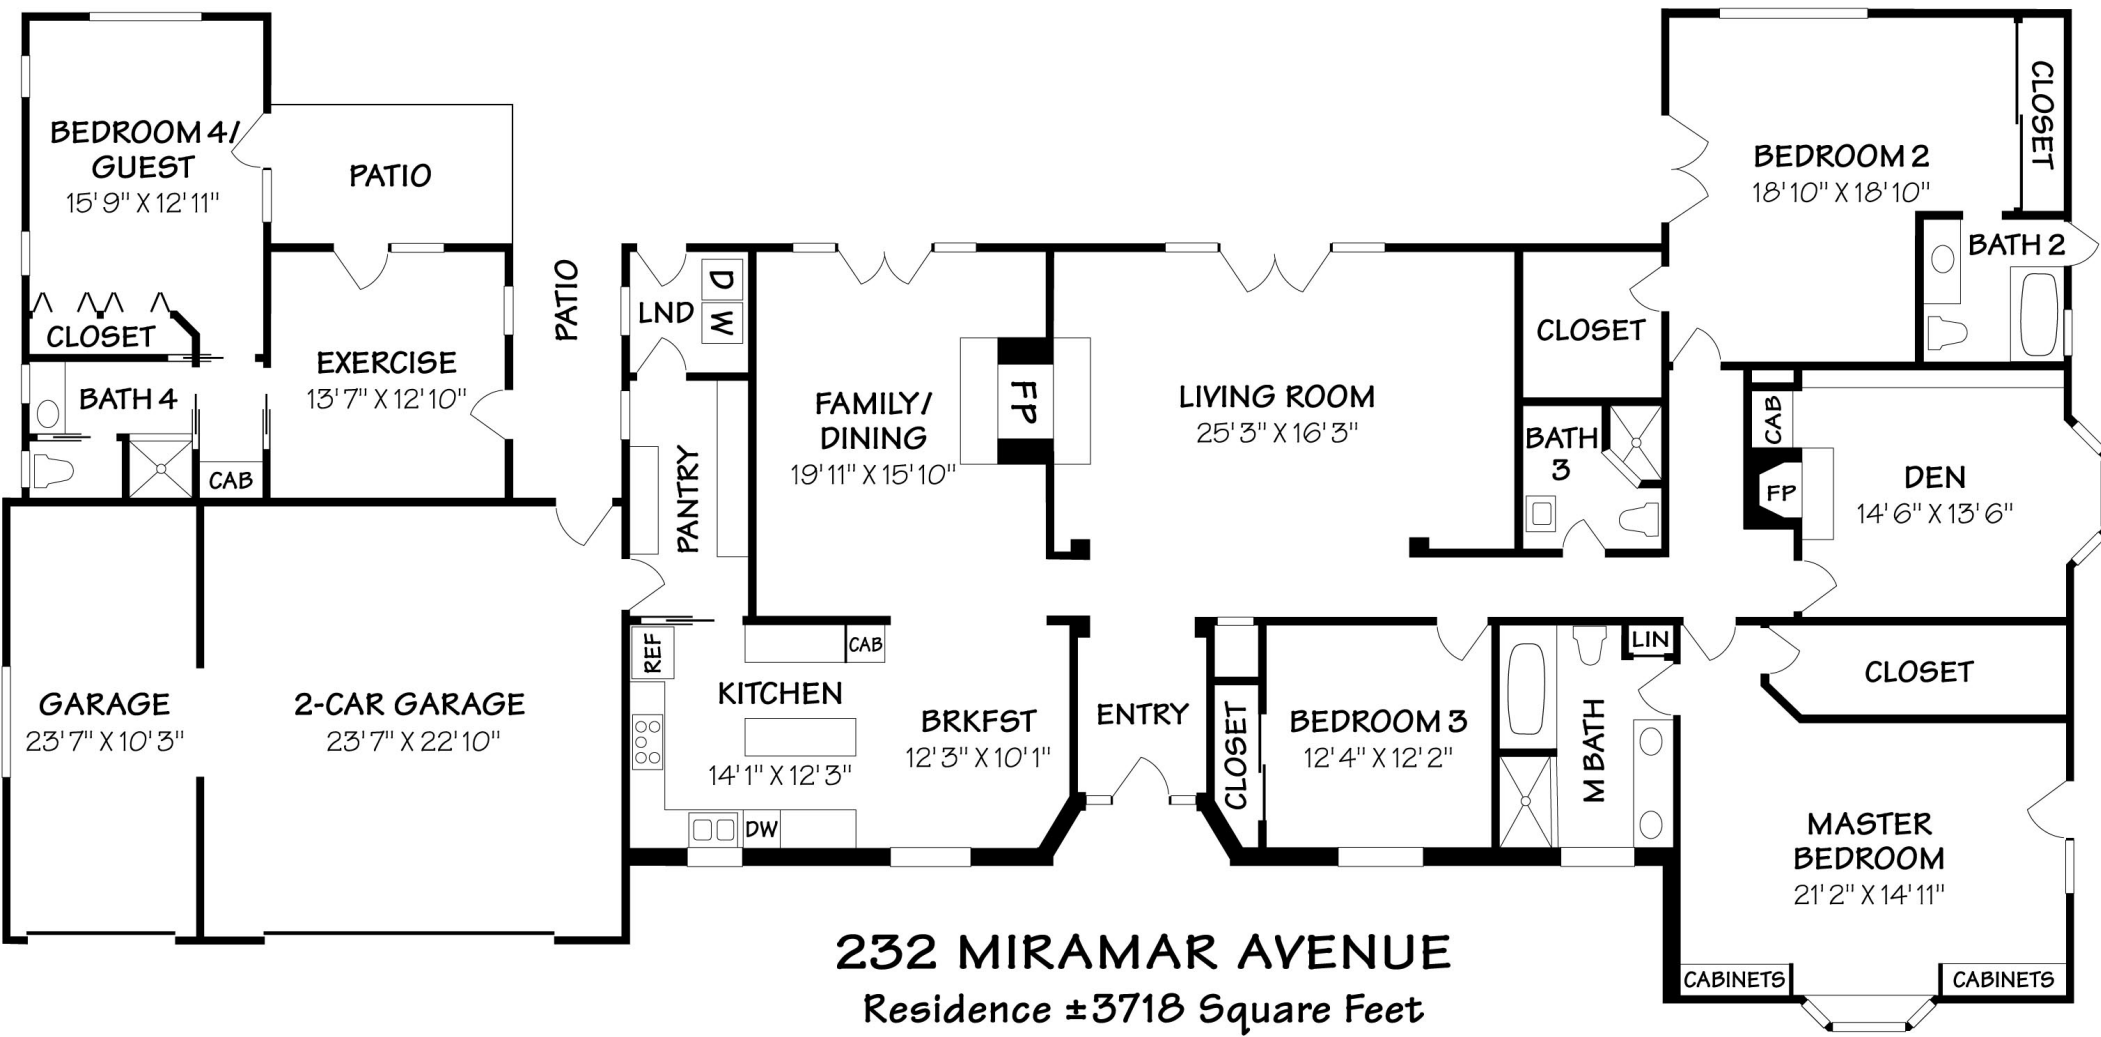 BEDROOM 4/
GUEST
15'9" X 12'11"
PATIO
CLOSET
BATH 4
CAB
EXERCISE
13'7" X 12'10"
PATIO
LND
D
W
PANTRY
FAMILY/
DINING
19'11" X 15'10"
FP
LIVING ROOM
25'3" X 16'3"
CLOSET
BATH
3
BEDROOM 2
18'10" X 18'10"
CLOSET
BATH 2
CAB
FP
DEN
14'6" X 13'6"
GARAGE
23'7" X 10'3"
2-CAR GARAGE
23'7" X 22'10"
REF
CAB
KITCHEN
14'1" X 12'3"
DW
BRKFST
12'3" X 10'1"
ENTRY
CLOSET
BEDROOM 3
12'4" X 12'2"
M BATH
LIN
CLOSET
MASTER
BEDROOM
21'2" X 14'11"
CABINETS
CABINETS
232 MIRAMAR AVENUE
Residence ±3718 Square Feet